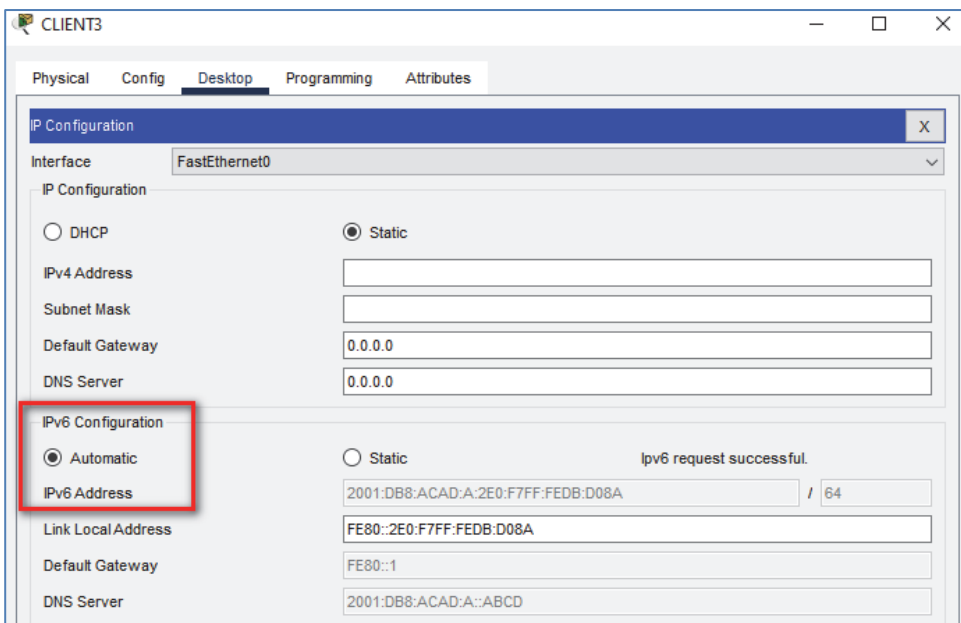 CLIENT3
Physical Config Desktop Programming Attributes
IP Configuration X
Interface FastEthernet0
IP Configuration
DHCP Static
IPv4 Address
Subnet Mask
Default Gateway 0.0.0.0
DNS Server 0.0.0.0
IPv6 Configuration
Automatic Static Ipv6 request successful.
IPv6 Address 2001:DB8:ACAD:A:2E0:F7FF:FEDB:D08A / 64
Link Local Address FE80::2E0:F7FF:FEDB:D08A
Default Gateway FE80::1
DNS Server 2001:DB8:ACAD:A::ABCD